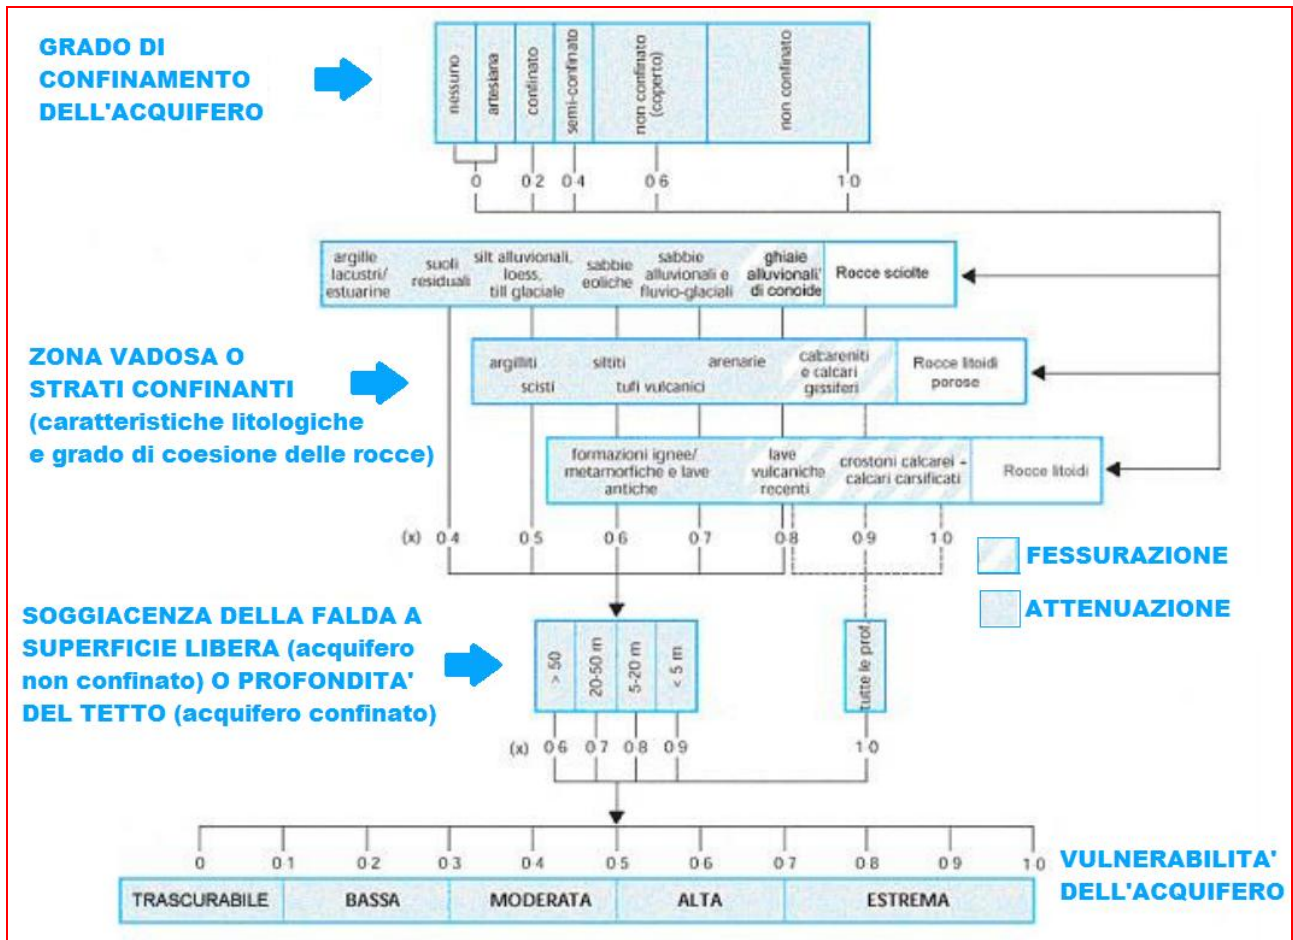 GRADO DI
CONFINAMENTO
DELL'ACQUIFERO
nessuno
artesiana
confinato
semi-confinato
non confinato
(coperto)
non confinato
0
0·2
0·4
0·6
1·0
argille
lacustri/
estuarine
suoli
residuali
silt alluvionali,
loess,
till glaciale
sabbie
eoliche
sabbie
alluvionali e
fluvio-glaciali
ghiaie
alluvionali'
di conoide
Rocce sciolte
ZONA VADOSA O
STRATI CONFINANTI
(caratteristiche litologiche
e grado di coesione delle rocce)
argilliti
scisti
siltiti
tufi vulcanici
arenarie
calcareniti
e calcari
gessiferi
Rocce litoidi
porose
formazioni ignee/
metamorfiche e lave
antiche
lave
vulcaniche
recenti
crostoni calcarei –
calcari carsificati
Rocce litoidi
(x) 0·4 0·5 0·6 0·7 0·8 0·9 1·0
FESSURAZIONE
ATTENUAZIONE
SOGGIACENZA DELLA FALDA A
SUPERFICIE LIBERA (acquifero
non confinato) O PROFONDITA'
DEL TETTO (acquifero confinato)
> 50
20-50 m
5-20 m
< 5 m
tutte le prof.
(x) 0·6 0·7 0·8 0·9 1·0
0 0·1 0·2 0·3 0·4 0·5 0·6 0·7 0·8 0·9 1·0
VULNERABILITA'
DELL'ACQUIFERO
TRASCURABILE BASSA MODERATA ALTA ESTREMA